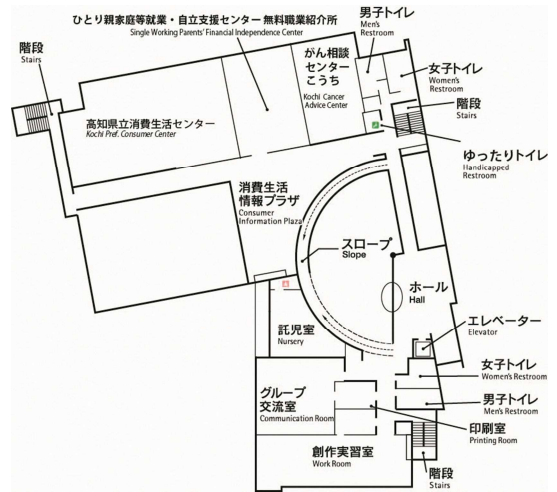 ひとり親家庭等就業・自立支援センター 無料職業紹介所
Single Working Parents' Financial Independence Center
男子トイレ
Men's
Restroom
階段
Stairs
がん相談
センター
こうち
Kochi Cancer
Advice Center
女子トイレ
Women's
Restroom
階段
Stairs
高知県立消費生活センター
Kochi Pref. Consumer Center
ゆったりトイレ
Handicapped
Restroom
消費生活
情報プラザ
Consumer
Information Plaza
スロープ
Slope
ホール
Hall
託児室
Nursery
エレベーター
Elevator
女子トイレ
Women's Restroom
グループ
交流室
Communication Room
男子トイレ
Men's Restroom
印刷室
Printing Room
創作実習室
Work Room
階段
Stairs